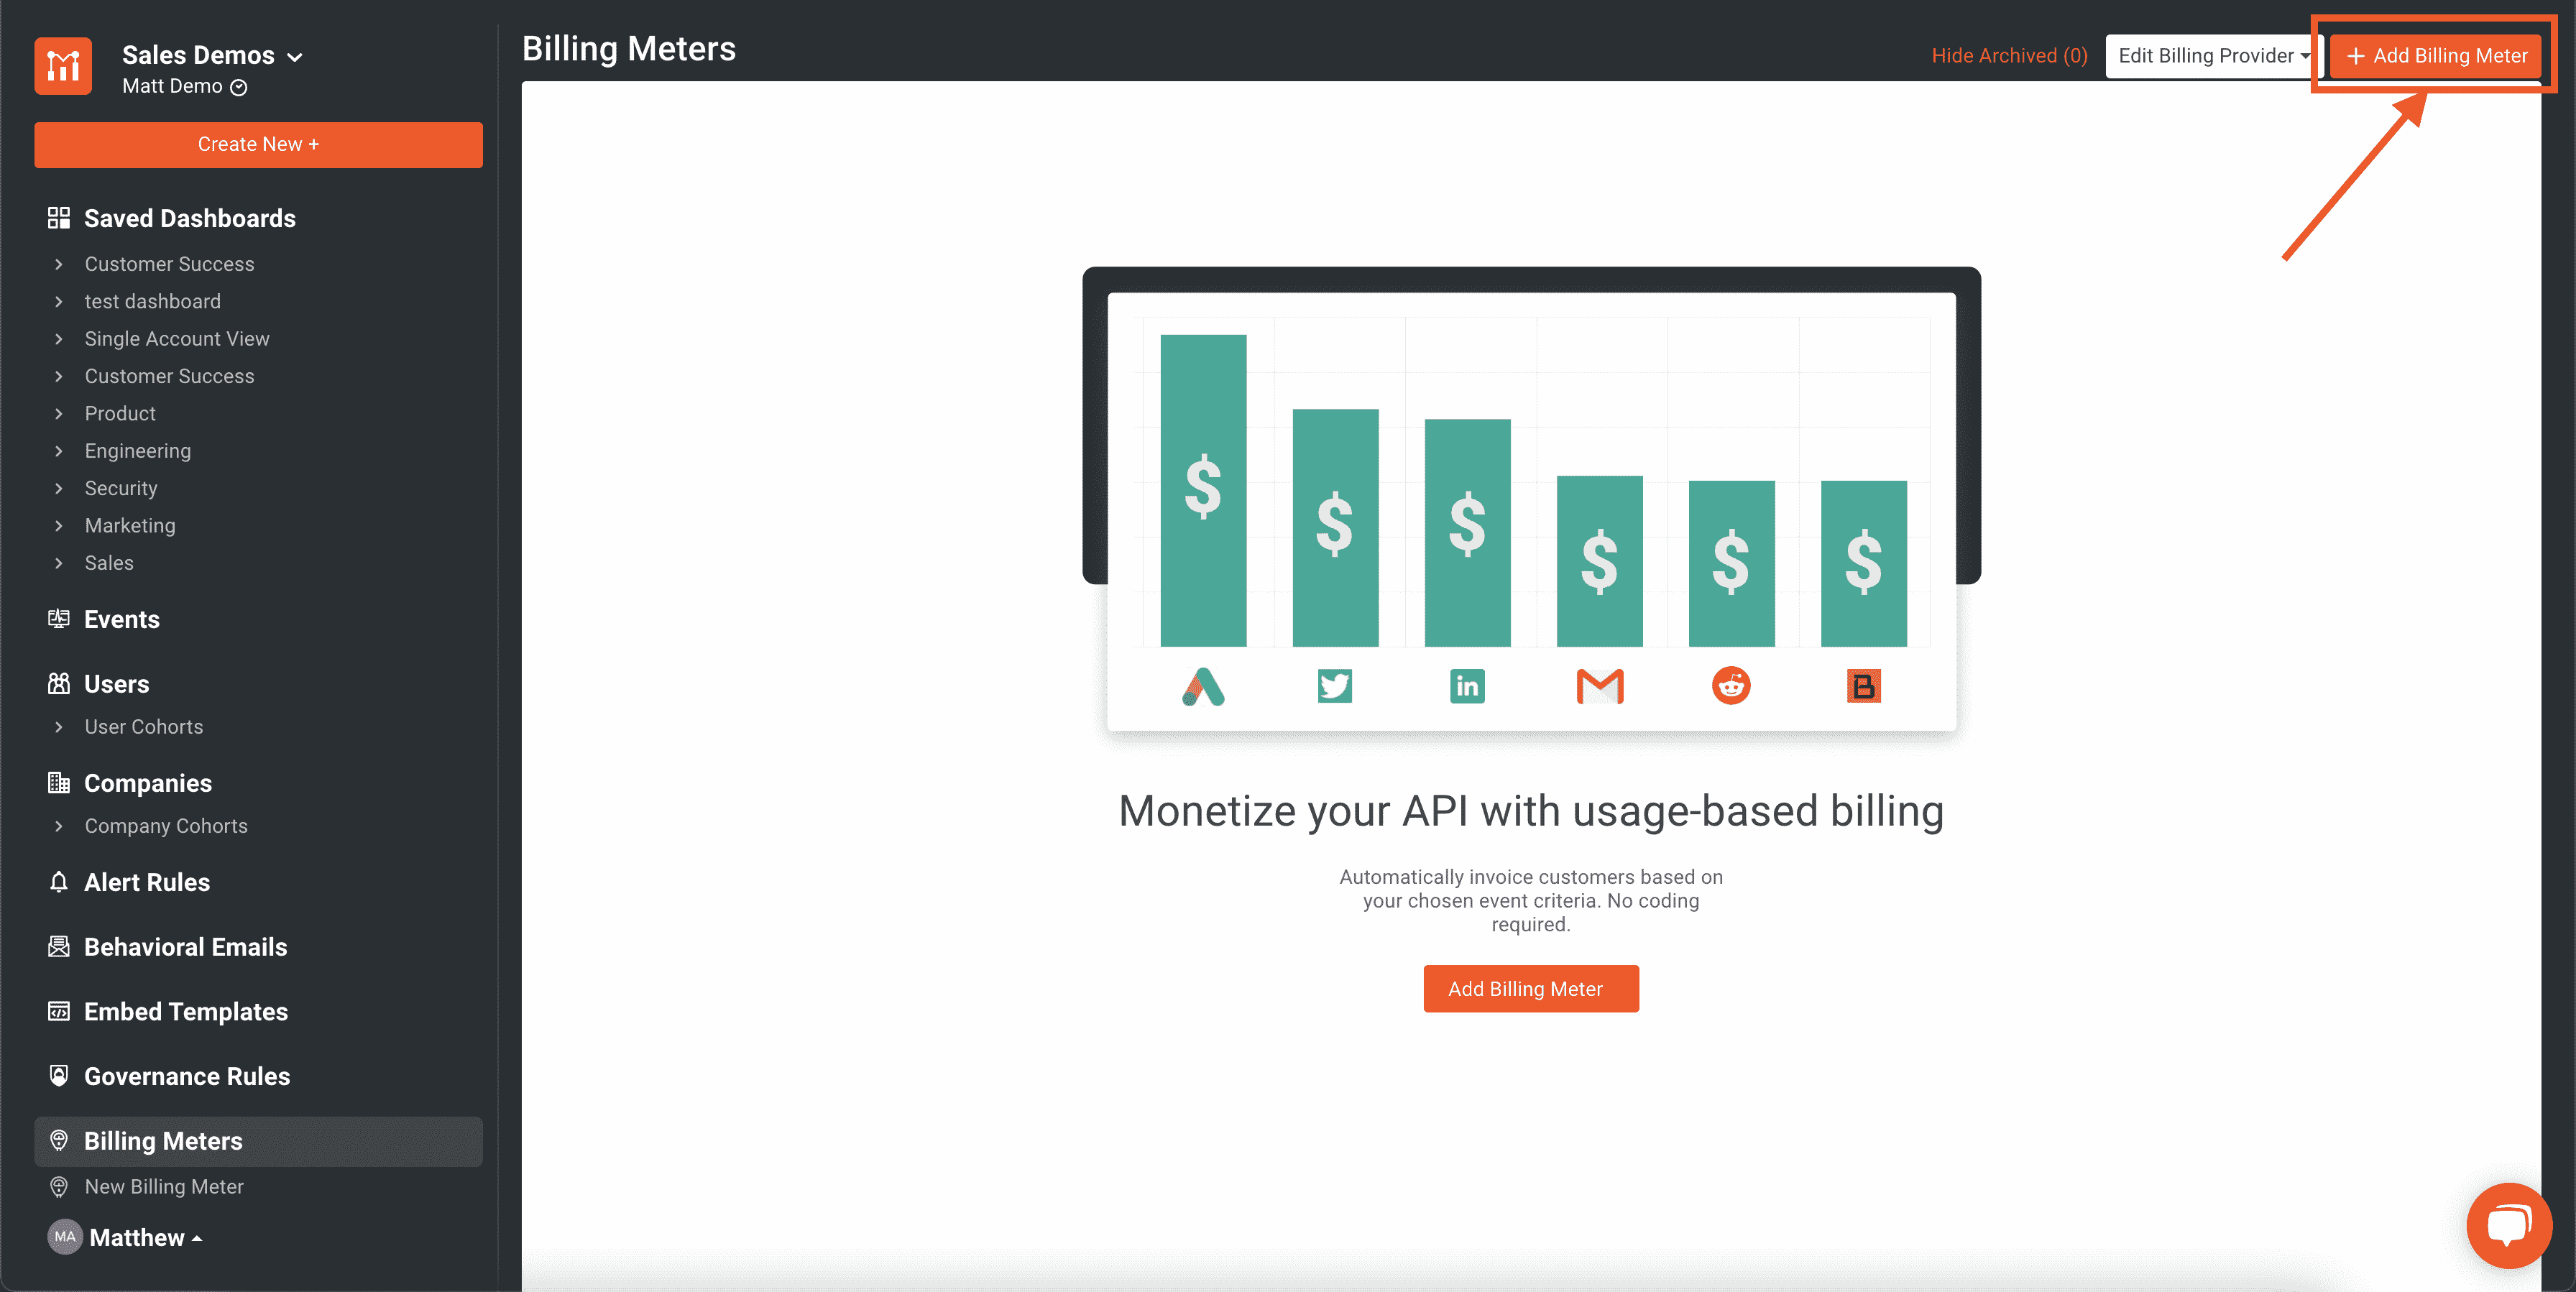 Sales Demos
Matt Demo
Create New +
Saved Dashboards
Customer Success
test dashboard
Single Account View
Customer Success
Product
Engineering
Security
Marketing
Sales
Events
Users
User Cohorts
Companies
Company Cohorts
Alert Rules
Behavioral Emails
Embed Templates
Governance Rules
Billing Meters
New Billing Meter
MA Matthew
Billing Meters
Hide Archived (0)
Edit Billing Provider
+ Add Billing Meter
$ $ $ $ $ $
in B
Monetize your API with usage-based billing
Automatically invoice customers based on
your chosen event criteria. No coding
required.
Add Billing Meter